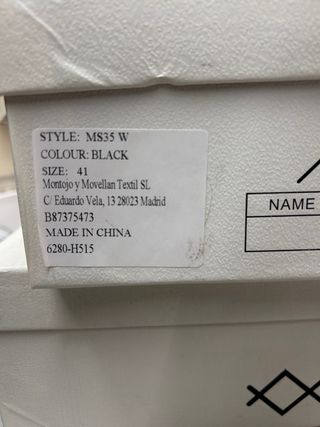 STYLE: MS35 W
COLOUR: BLACK
SIZE: 41
Montojo y Movellan Textil SL
C/ Eduardo Vela, 13 28023 Madrid
B87375473
MADE IN CHINA
6280-H515
NAME